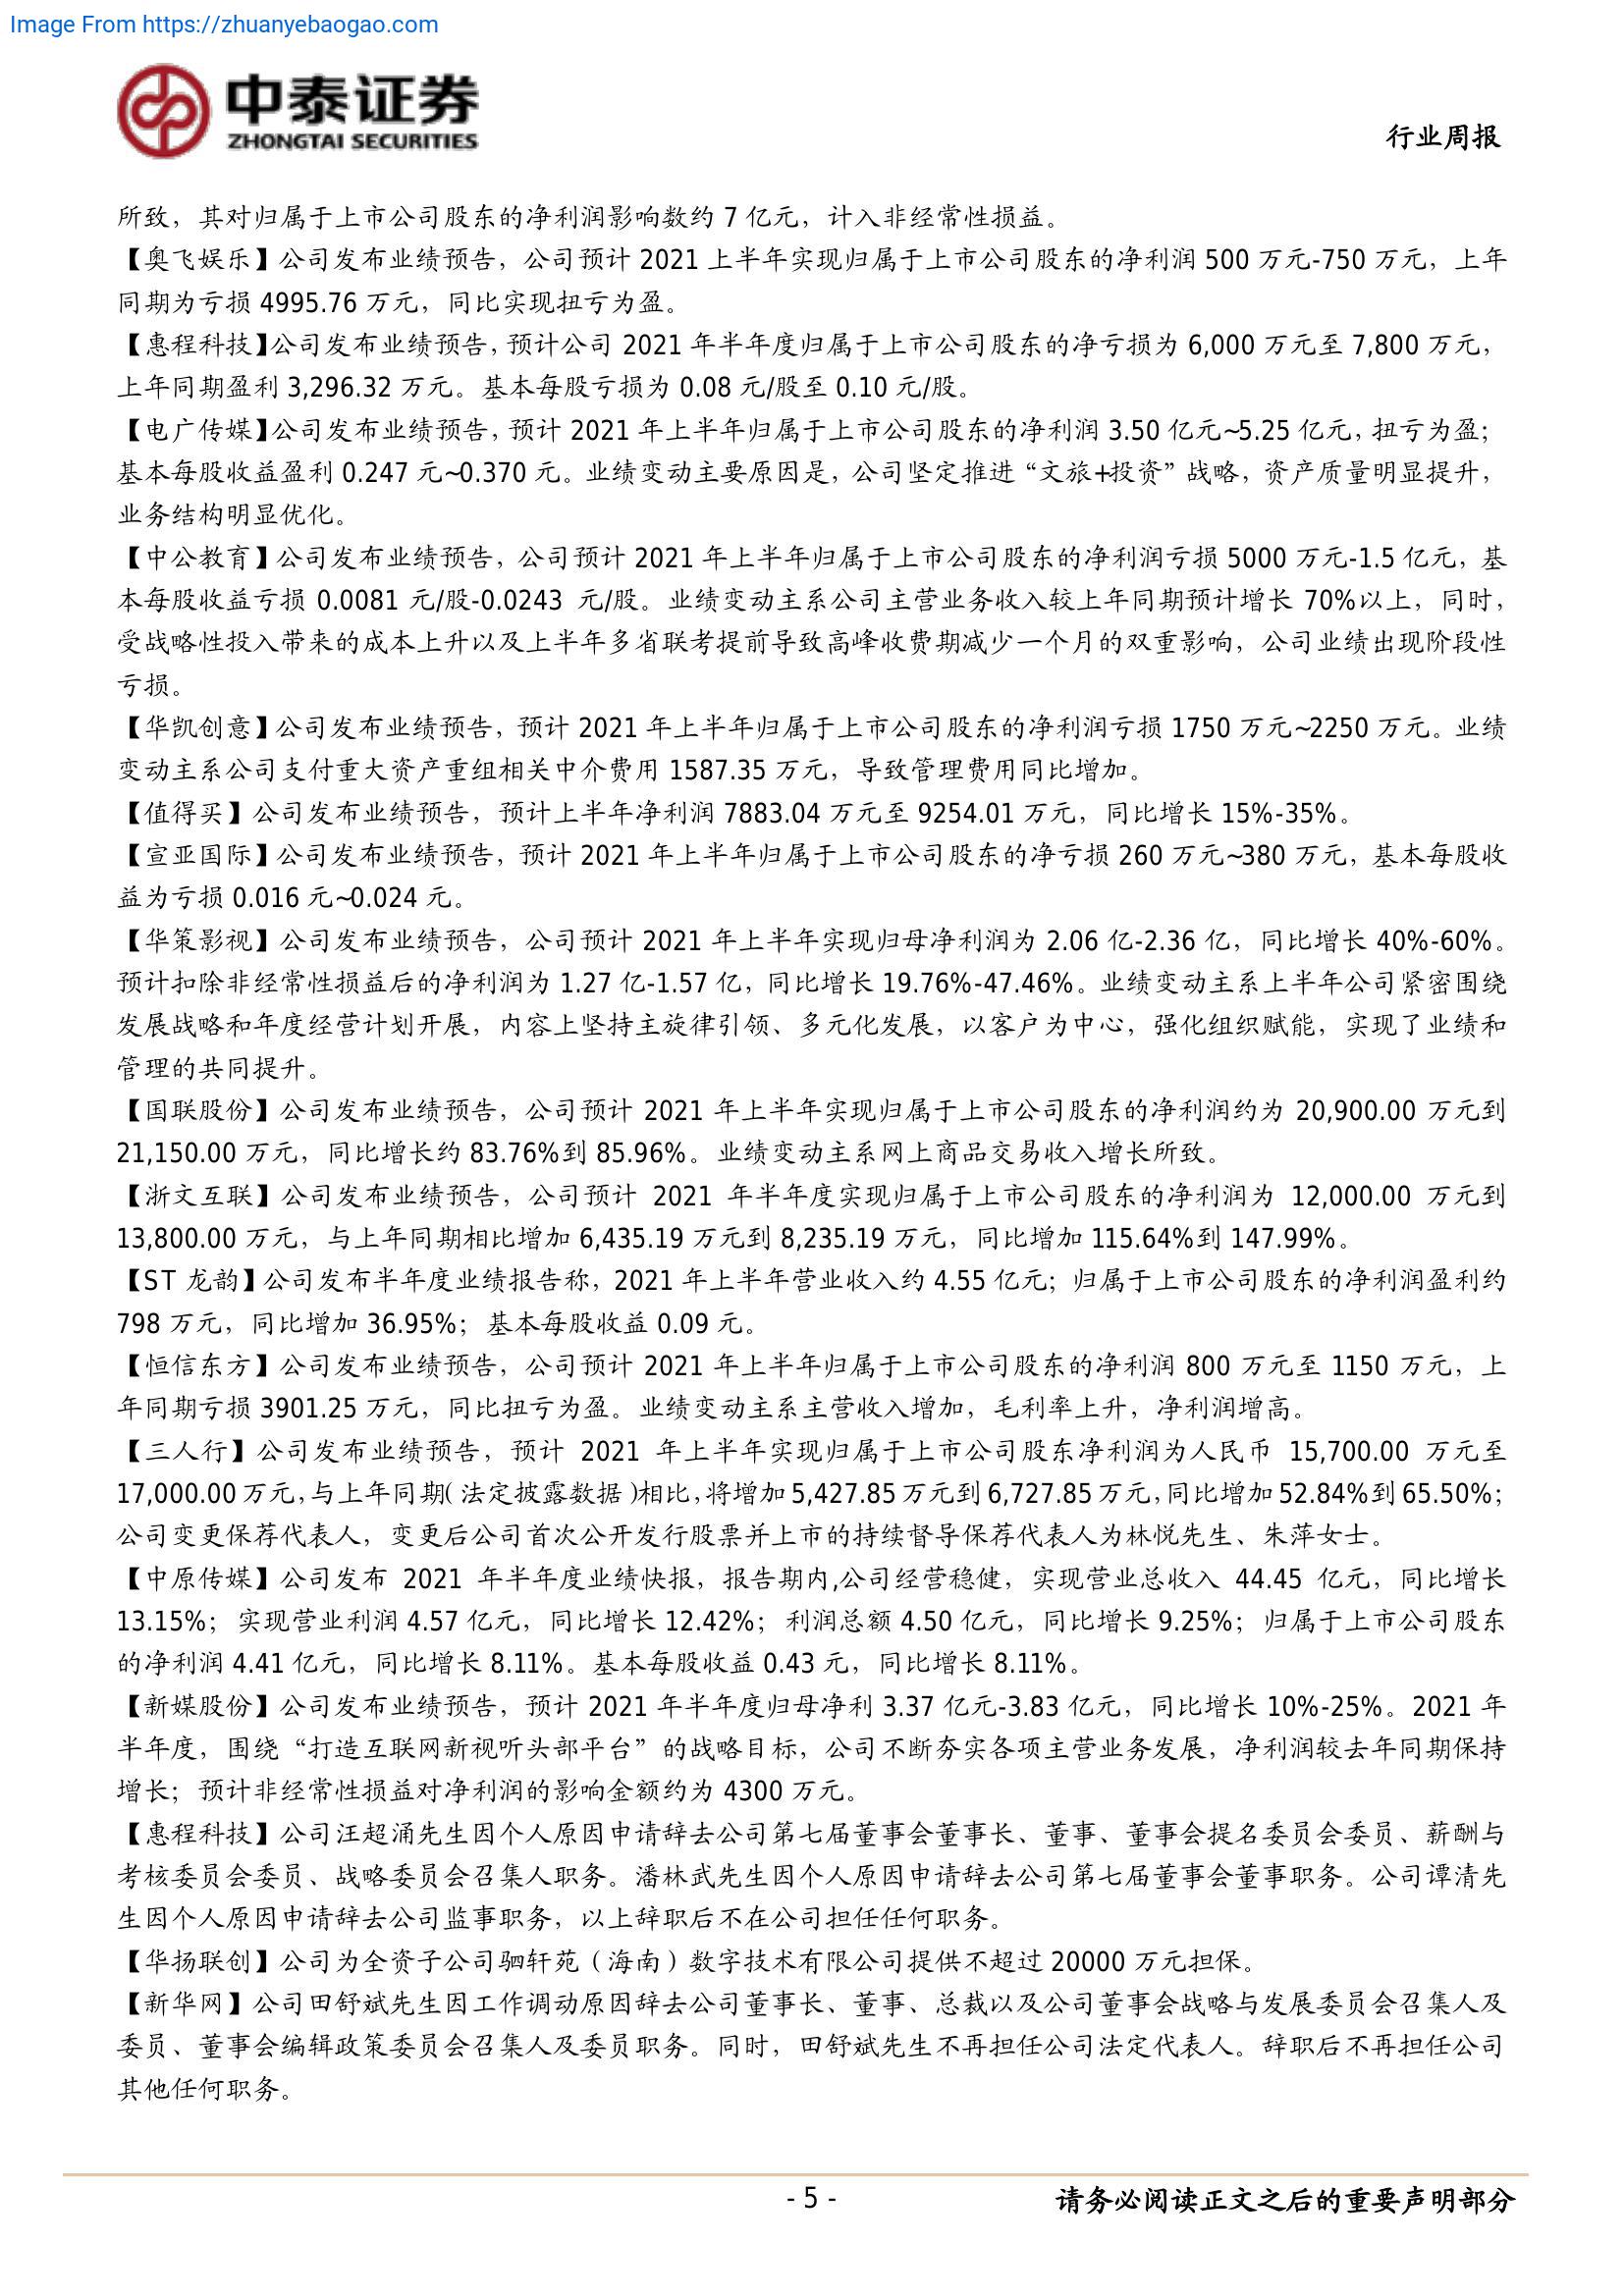 Image From https://zhuanyebaogao.com
中泰证券
ZHONGTAI SECURITIES
行业周报
所致，其对归属于上市公司股东的净利润影响数约 7 亿元，计入非经常性损益。
【奥飞娱乐】公司发布业绩预告，公司预计 2021 上半年实现归属于上市公司股东的净利润 500 万元-750 万元，上年
同期为亏损 4995.76 万元，同比实现扭亏为盈。
【惠程科技】公司发布业绩预告，预计公司 2021 年半年度归属于上市公司股东的净亏损为 6,000 万元至 7,800 万元，
上年同期盈利 3,296.32 万元。基本每股亏损为 0.08 元/股至 0.10 元/股。
【电广传媒】公司发布业绩预告，预计 2021 年上半年归属于上市公司股东的净利润 3.50 亿元~5.25 亿元，扭亏为盈；
基本每股收益盈利 0.247 元~0.370 元。业绩变动主要原因是，公司坚定推进“文旅+投资”战略，资产质量明显提升，
业务结构明显优化。
【中公教育】公司发布业绩预告，公司预计 2021 年上半年归属于上市公司股东的净利润亏损 5000 万元-1.5 亿元，基
本每股收益亏损 0.0081 元/股-0.0243 元/股。业绩变动主系公司主营业务收入较上年同期预计增长 70%以上，同时，
受战略性投入带来的成本上升以及上半年多省联考提前导致高峰收费期减少一个月的双重影响，公司业绩出现阶段性
亏损。
【华凯创意】公司发布业绩预告，预计 2021 年上半年归属于上市公司股东的净利润亏损 1750 万元~2250 万元。业绩
变动主系公司支付重大资产重组相关中介费用 1587.35 万元，导致管理费用同比增加。
【值得买】公司发布业绩预告，预计上半年净利润 7883.04 万元至 9254.01 万元，同比增长 15%-35%。
【宣亚国际】公司发布业绩预告，预计 2021 年上半年归属于上市公司股东的净亏损 260 万元~380 万元，基本每股收
益为亏损 0.016 元~0.024 元。
【华策影视】公司发布业绩预告，公司预计 2021 年上半年实现归母净利润为 2.06 亿-2.36 亿，同比增长 40%-60%。
预计扣除非经常性损益后的净利润为 1.27 亿-1.57 亿，同比增长 19.76%-47.46%。业绩变动主系上半年公司紧密围绕
发展战略和年度经营计划开展，内容上坚持主旋律引领、多元化发展，以客户为中心，强化组织赋能，实现了业绩和
管理的共同提升。
【国联股份】公司发布业绩预告，公司预计 2021 年上半年实现归属于上市公司股东的净利润约为 20,900.00 万元到
21,150.00 万元，同比增长约 83.76%到 85.96%。业绩变动主系网上商品交易收入增长所致。
【浙文互联】公司发布业绩预告，公司预计 2021 年半年度实现归属于上市公司股东的净利润为 12,000.00 万元到
13,800.00 万元，与上年同期相比增加 6,435.19 万元到 8,235.19 万元，同比增加 115.64%到 147.99%。
【ST 龙韵】公司发布半年度业绩报告称，2021 年上半年营业收入约 4.55 亿元；归属于上市公司股东的净利润盈利约
798 万元，同比增加 36.95%；基本每股收益 0.09 元。
【恒信东方】公司发布业绩预告，公司预计 2021 年上半年归属于上市公司股东的净利润 800 万元至 1150 万元，上
年同期亏损 3901.25 万元，同比扭亏为盈。业绩变动主系主营收入增加，毛利率上升，净利润增高。
【三人行】公司发布业绩预告，预计 2021 年上半年实现归属于上市公司股东净利润为人民币 15,700.00 万元至
17,000.00 万元，与上年同期（法定披露数据）相比，将增加 5,427.85 万元到 6,727.85 万元，同比增加 52.84%到 65.50%；
公司变更保荐代表人，变更后公司首次公开发行股票并上市的持续督导保荐代表人为林悦先生、朱萍女士。
【中原传媒】公司发布 2021 年半年度业绩快报，报告期内,公司经营稳健，实现营业总收入 44.45 亿元，同比增长
13.15%；实现营业利润 4.57 亿元，同比增长 12.42%；利润总额 4.50 亿元，同比增长 9.25%；归属于上市公司股东
的净利润 4.41 亿元，同比增长 8.11%。基本每股收益 0.43 元，同比增长 8.11%。
【新媒股份】公司发布业绩预告，预计 2021 年半年度归母净利 3.37 亿元-3.83 亿元，同比增长 10%-25%。2021 年
半年度，围绕“打造互联网新视听头部平台”的战略目标，公司不断夯实各项主营业务发展，净利润较去年同期保持
增长；预计非经常性损益对净利润的影响金额约为 4300 万元。
【惠程科技】公司汪超涌先生因个人原因申请辞去公司第七届董事会董事长、董事、董事会提名委员会委员、薪酬与
考核委员会委员、战略委员会召集人职务。潘林武先生因个人原因申请辞去公司第七届董事会董事职务。公司谭清先
生因个人原因申请辞去公司监事职务，以上辞职后不在公司担任任何职务。
【华扬联创】公司为全资子公司驷轩苑（海南）数字技术有限公司提供不超过 20000 万元担保。
【新华网】公司田舒斌先生因工作调动原因辞去公司董事长、董事、总裁以及公司董事会战略与发展委员会召集人及
委员、董事会编辑政策委员会召集人及委员职务。同时，田舒斌先生不再担任公司法定代表人。辞职后不再担任公司
其他任何职务。
- 5 -
请务必阅读正文之后的重要声明部分